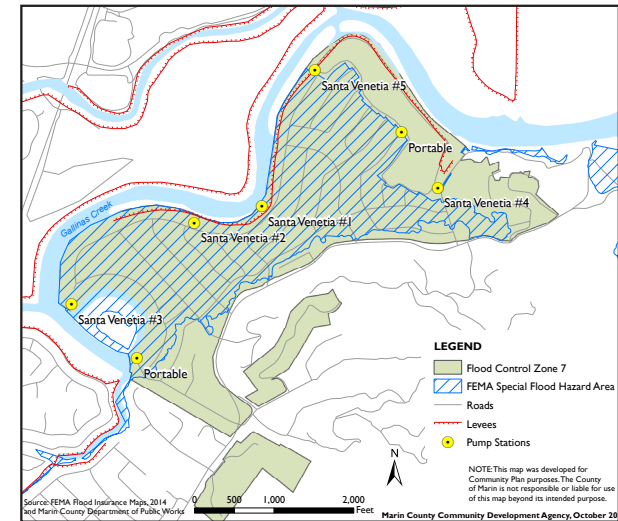 Santa Venetia #5
Portable
Santa Venetia #4
Gallinas Creek
Santa Venetia #1
Santa Venetia #2
Santa Venetia #3
Portable
LEGEND
Flood Control Zone 7
FEMA Special Flood Hazard Area
Roads
Levees
Pump Stations
N
NOTE: This map was developed for
Community Plan purposes. The County
of Marin is not responsible or liable for use
of this map beyond its intended purpose.
Source: FEMA Flood Insurance Maps, 2014
and Marin County Department of Public Works
0 500 1,000 2,000
Feet
Marin County Community Development Agency, October 20